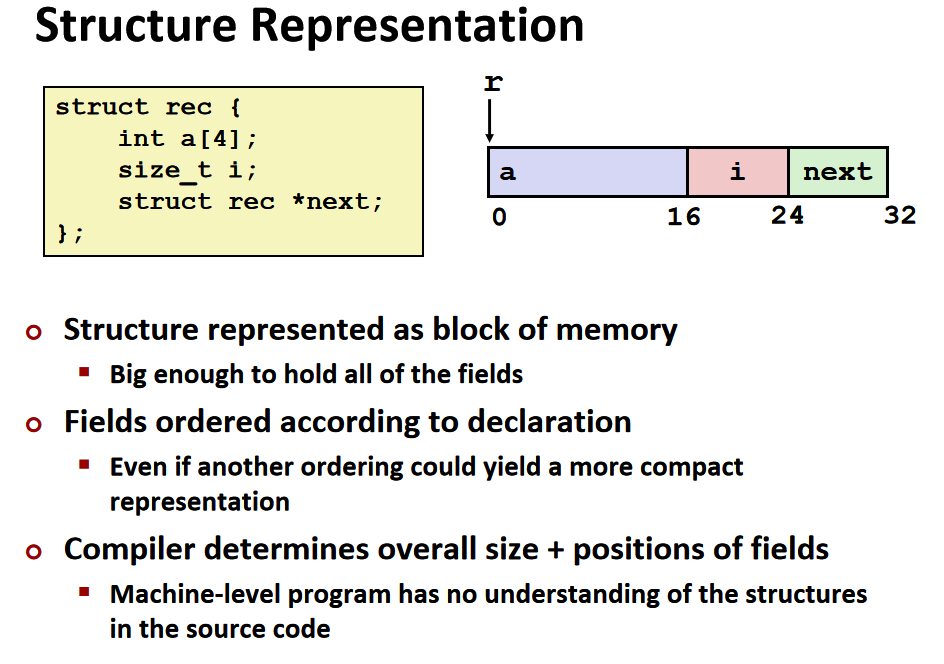 Structure Representation
struct rec {
    int a[4];
    size_t i;
    struct rec *next;
};
r
a i next
0 16 24 32
Structure represented as block of memory
Big enough to hold all of the fields
Fields ordered according to declaration
Even if another ordering could yield a more compact
representation
Compiler determines overall size + positions of fields
Machine-level program has no understanding of the structures
in the source code